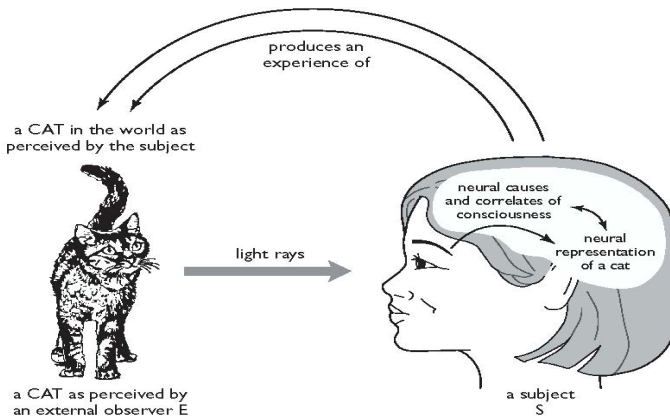 produces an
experience of
a CAT in the world as
perceived by the subject
neural causes
and correlates of
consciousness
neural
representation
of a cat
light rays
a CAT as perceived by
an external observer E
a subject
S